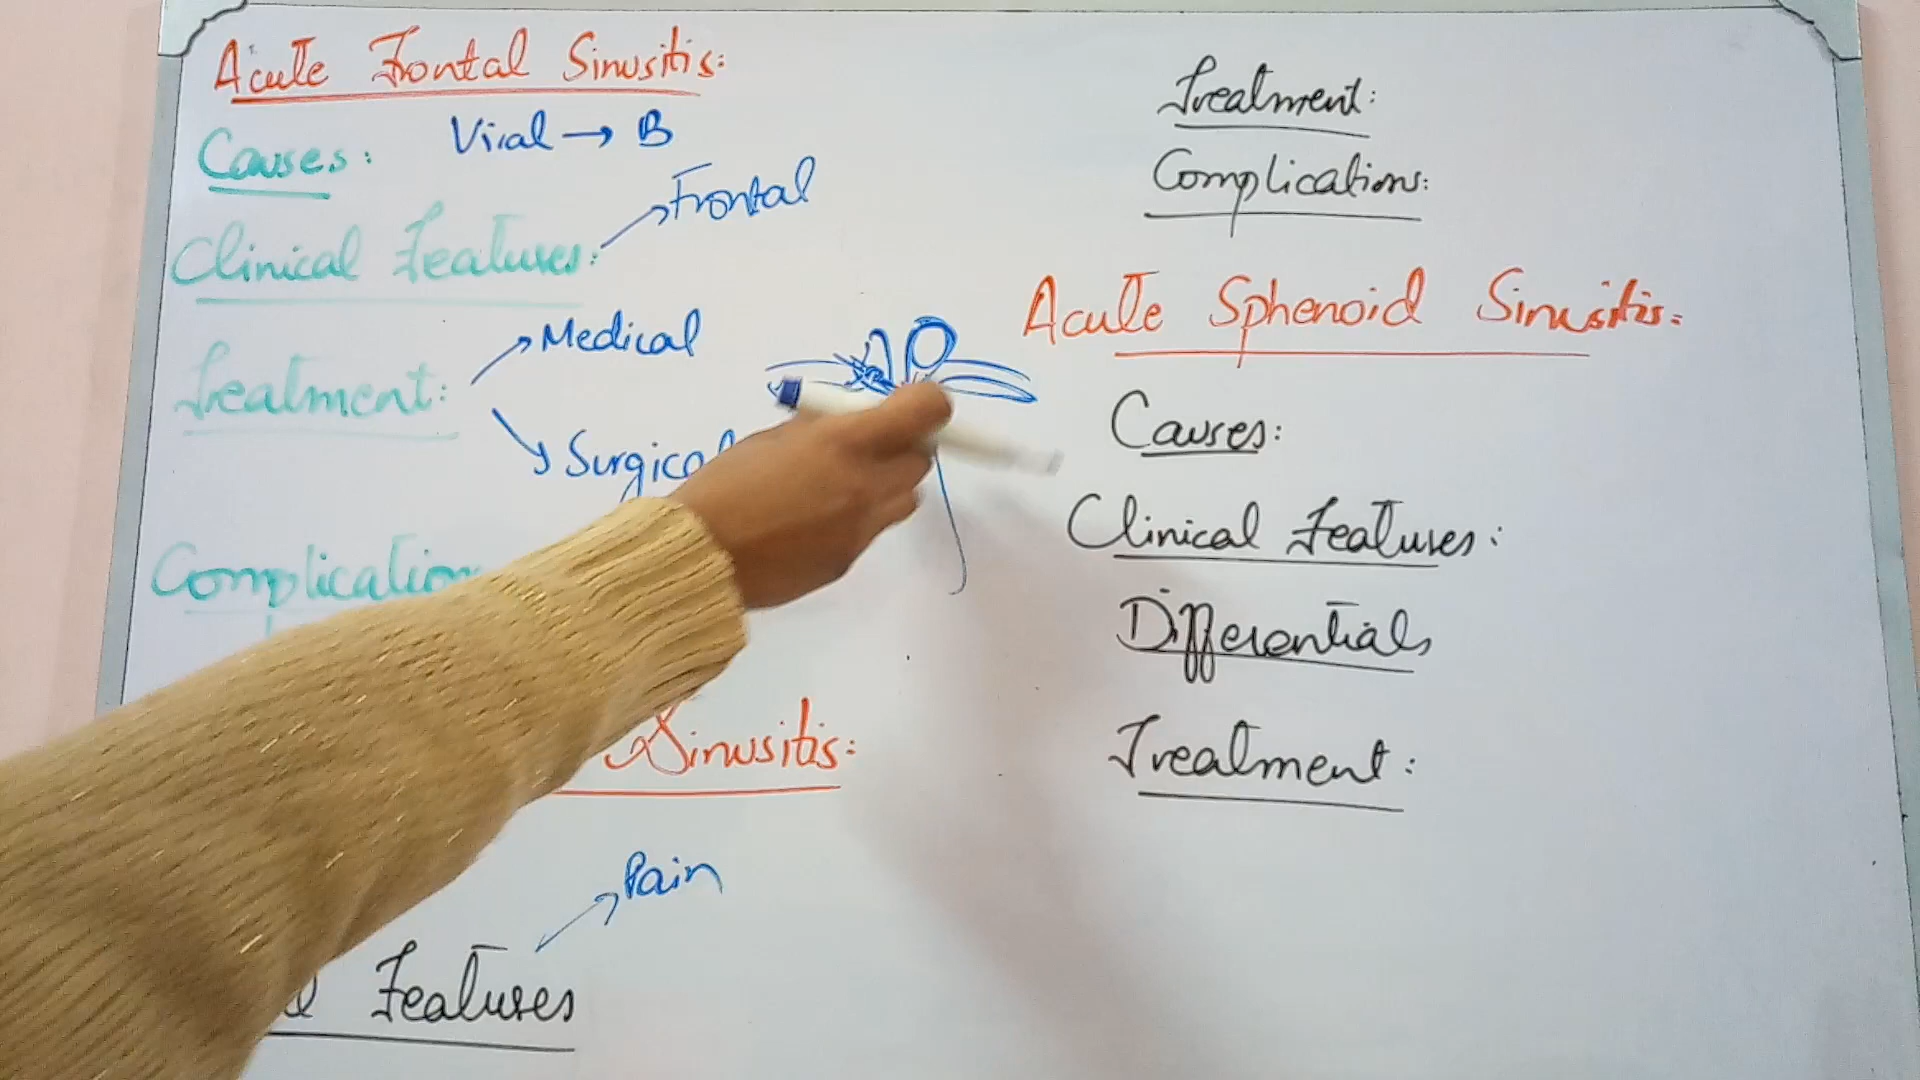 Acute Frontal Sinusitis:
Causes:
Viral → B
Clinical Features:
Frontal
Treatment:
Medical
Surgical
Sinusitis:
Pain
Features
Treatment:
Complications:
Acute Sphenoid Sinusitis:
Causes:
Clinical Features:
Differentials
Treatment: